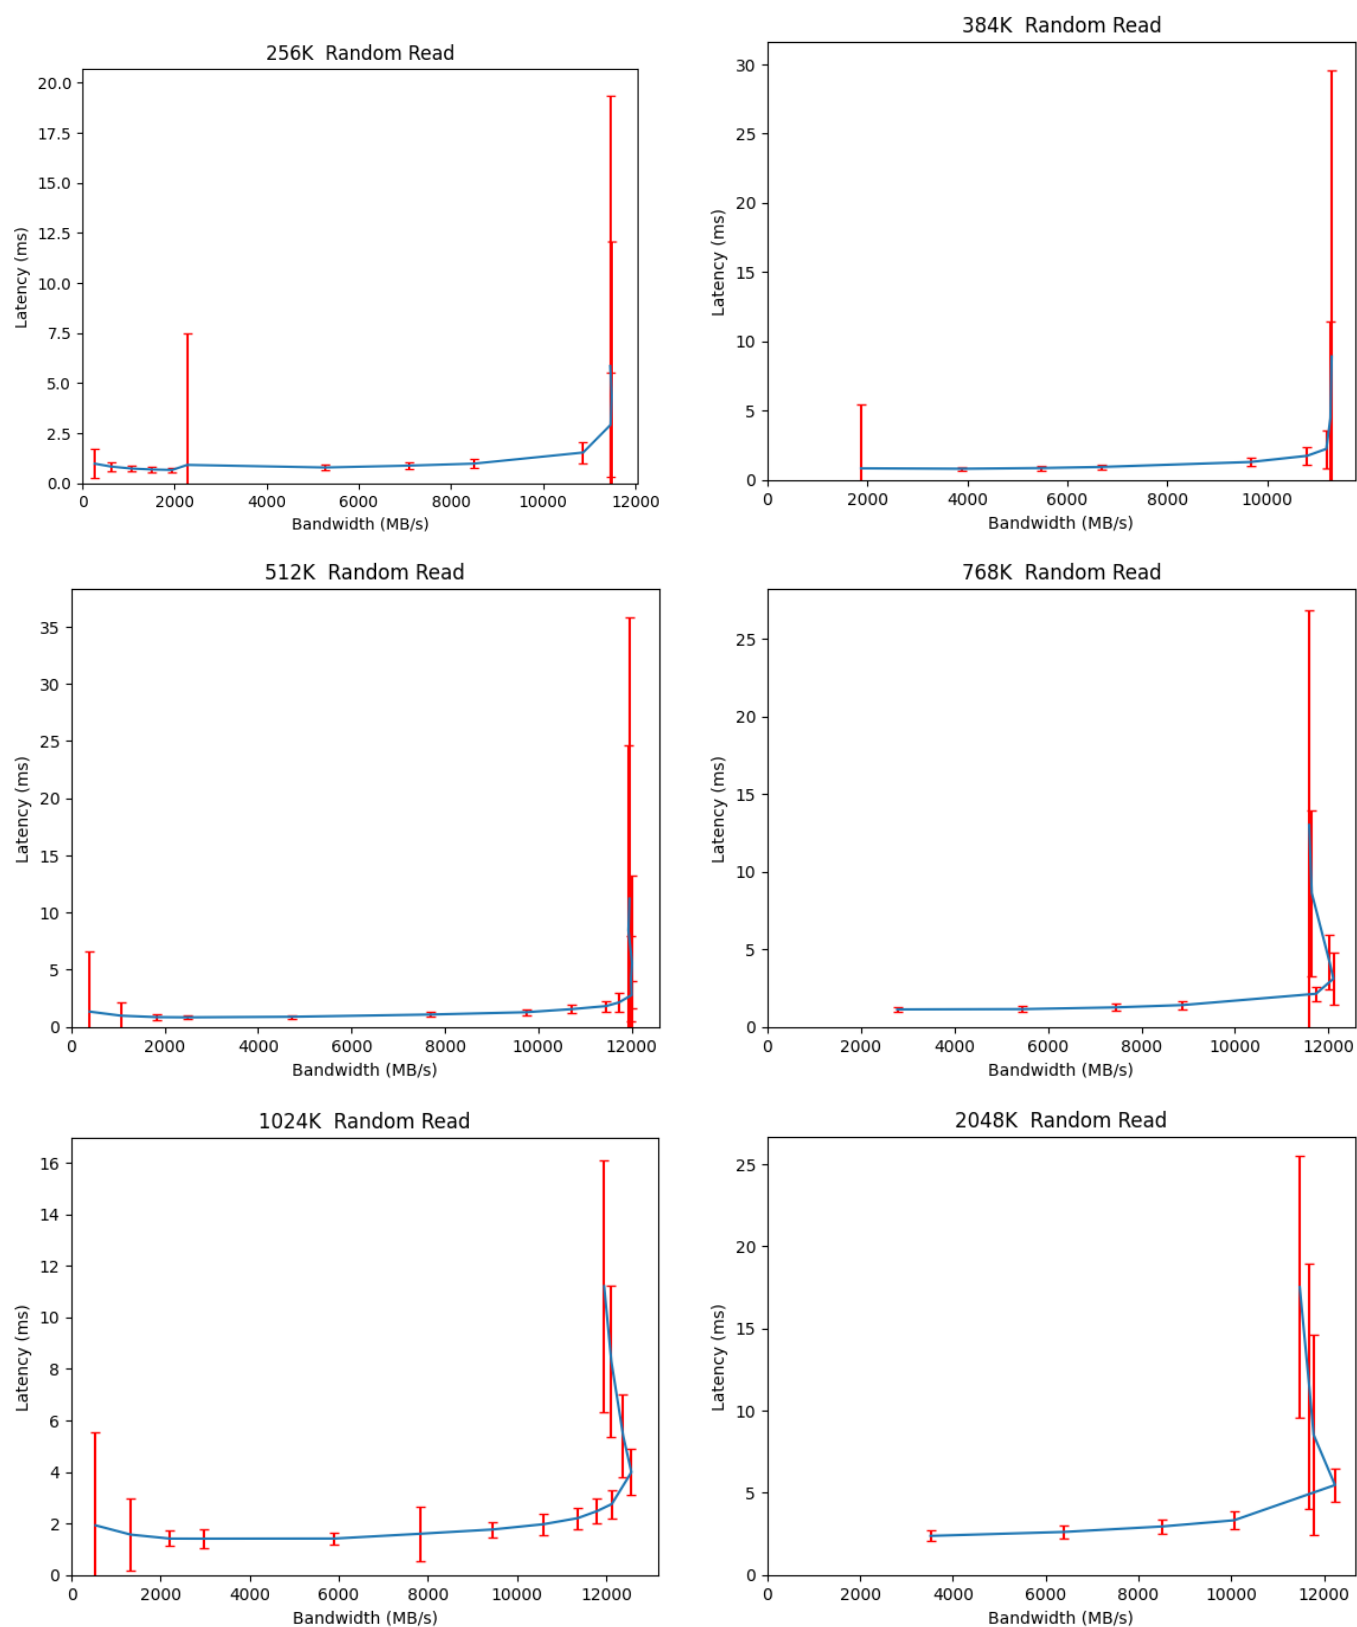 256K  Random Read
20.0
17.5
15.0
12.5
10.0
7.5
5.0
2.5
0.0
Latency (ms)
0 2000 4000 6000 8000 10000 12000
Bandwidth (MB/s)
384K  Random Read
30
25
20
15
10
5
0
Latency (ms)
0 2000 4000 6000 8000 10000
Bandwidth (MB/s)
512K  Random Read
35
30
25
20
15
10
5
0
Latency (ms)
0 2000 4000 6000 8000 10000 12000
Bandwidth (MB/s)
768K  Random Read
25
20
15
10
5
0
Latency (ms)
0 2000 4000 6000 8000 10000 12000
Bandwidth (MB/s)
1024K  Random Read
16
14
12
10
8
6
4
2
0
Latency (ms)
0 2000 4000 6000 8000 10000 12000
Bandwidth (MB/s)
2048K  Random Read
25
20
15
10
5
0
Latency (ms)
0 2000 4000 6000 8000 10000 12000
Bandwidth (MB/s)